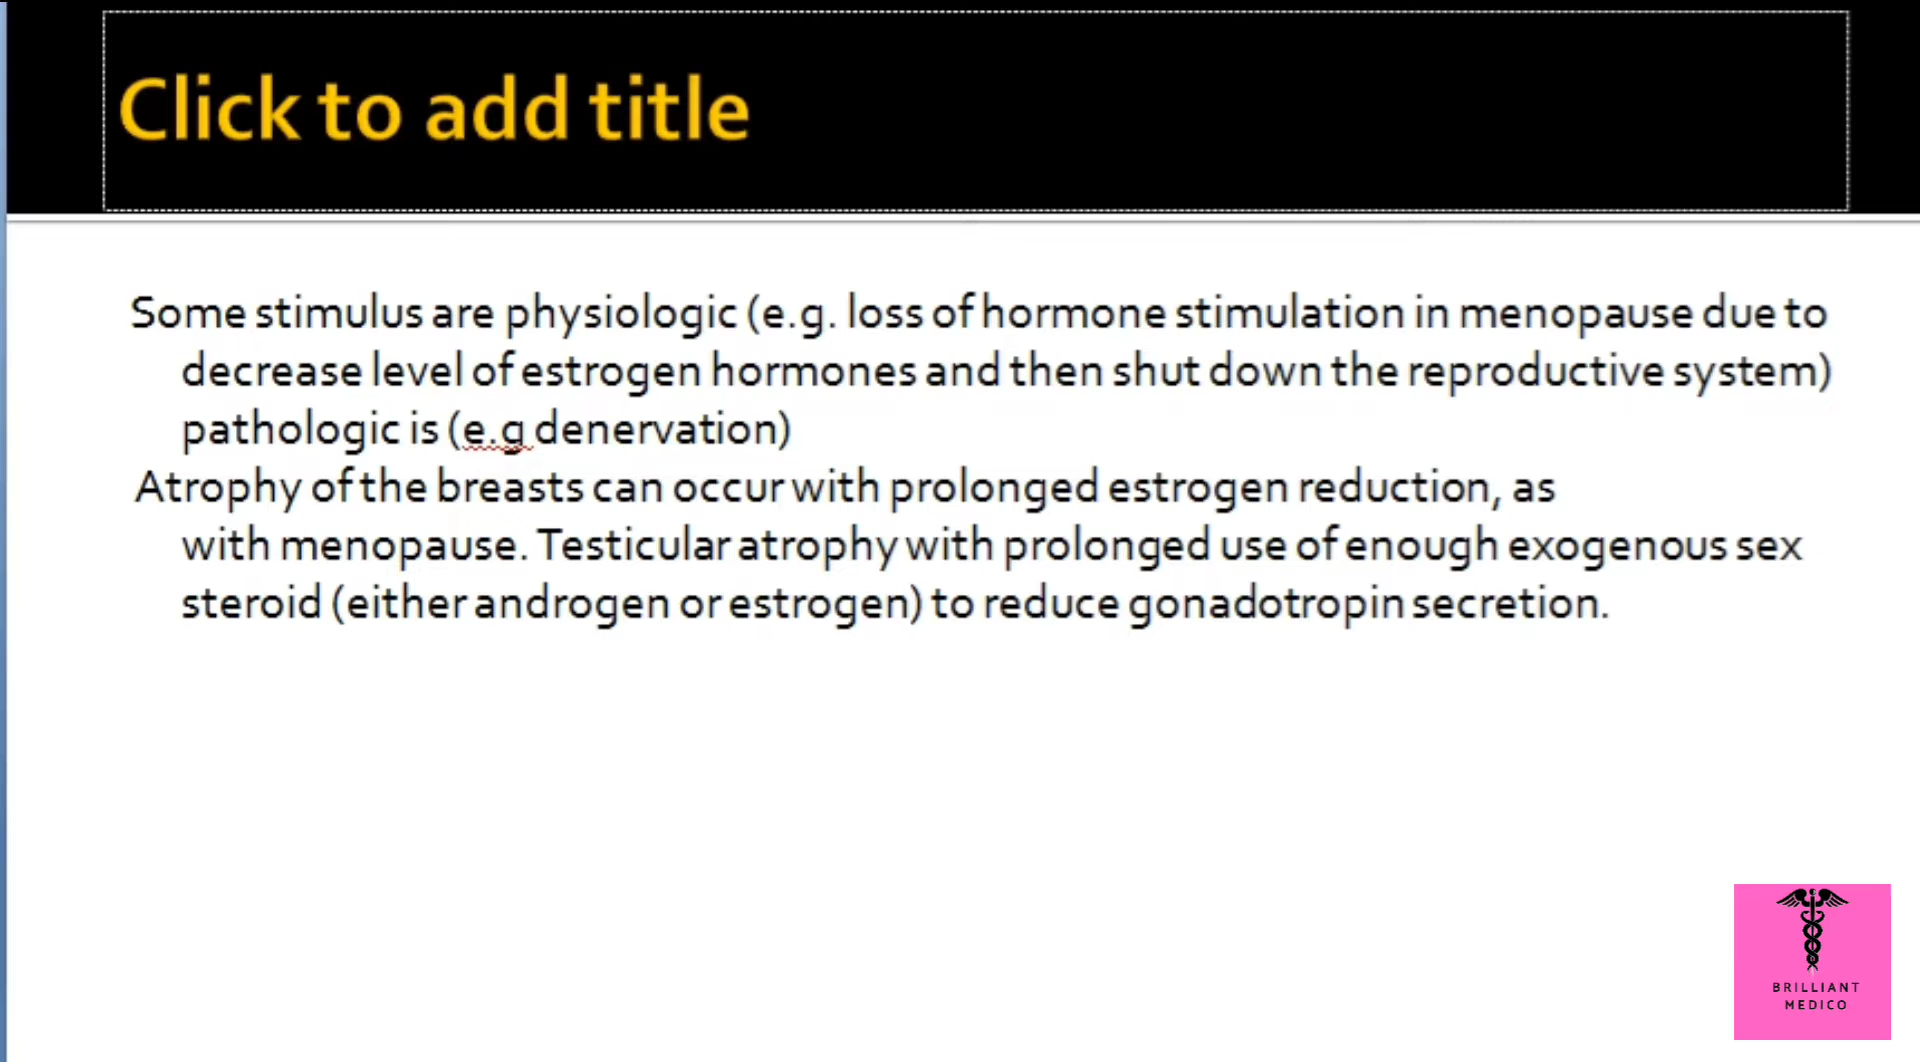 Click to add title
Some stimulus are physiologic (e.g. loss of hormone stimulation in menopause due to
decrease level of estrogen hormones and then shut down the reproductive system)
pathologic is (e.g denervation)
Atrophy of the breasts can occur with prolonged estrogen reduction, as
with menopause. Testicular atrophy with prolonged use of enough exogenous sex
steroid (either androgen or estrogen) to reduce gonadotropin secretion.
BRILLIANT
MEDICO